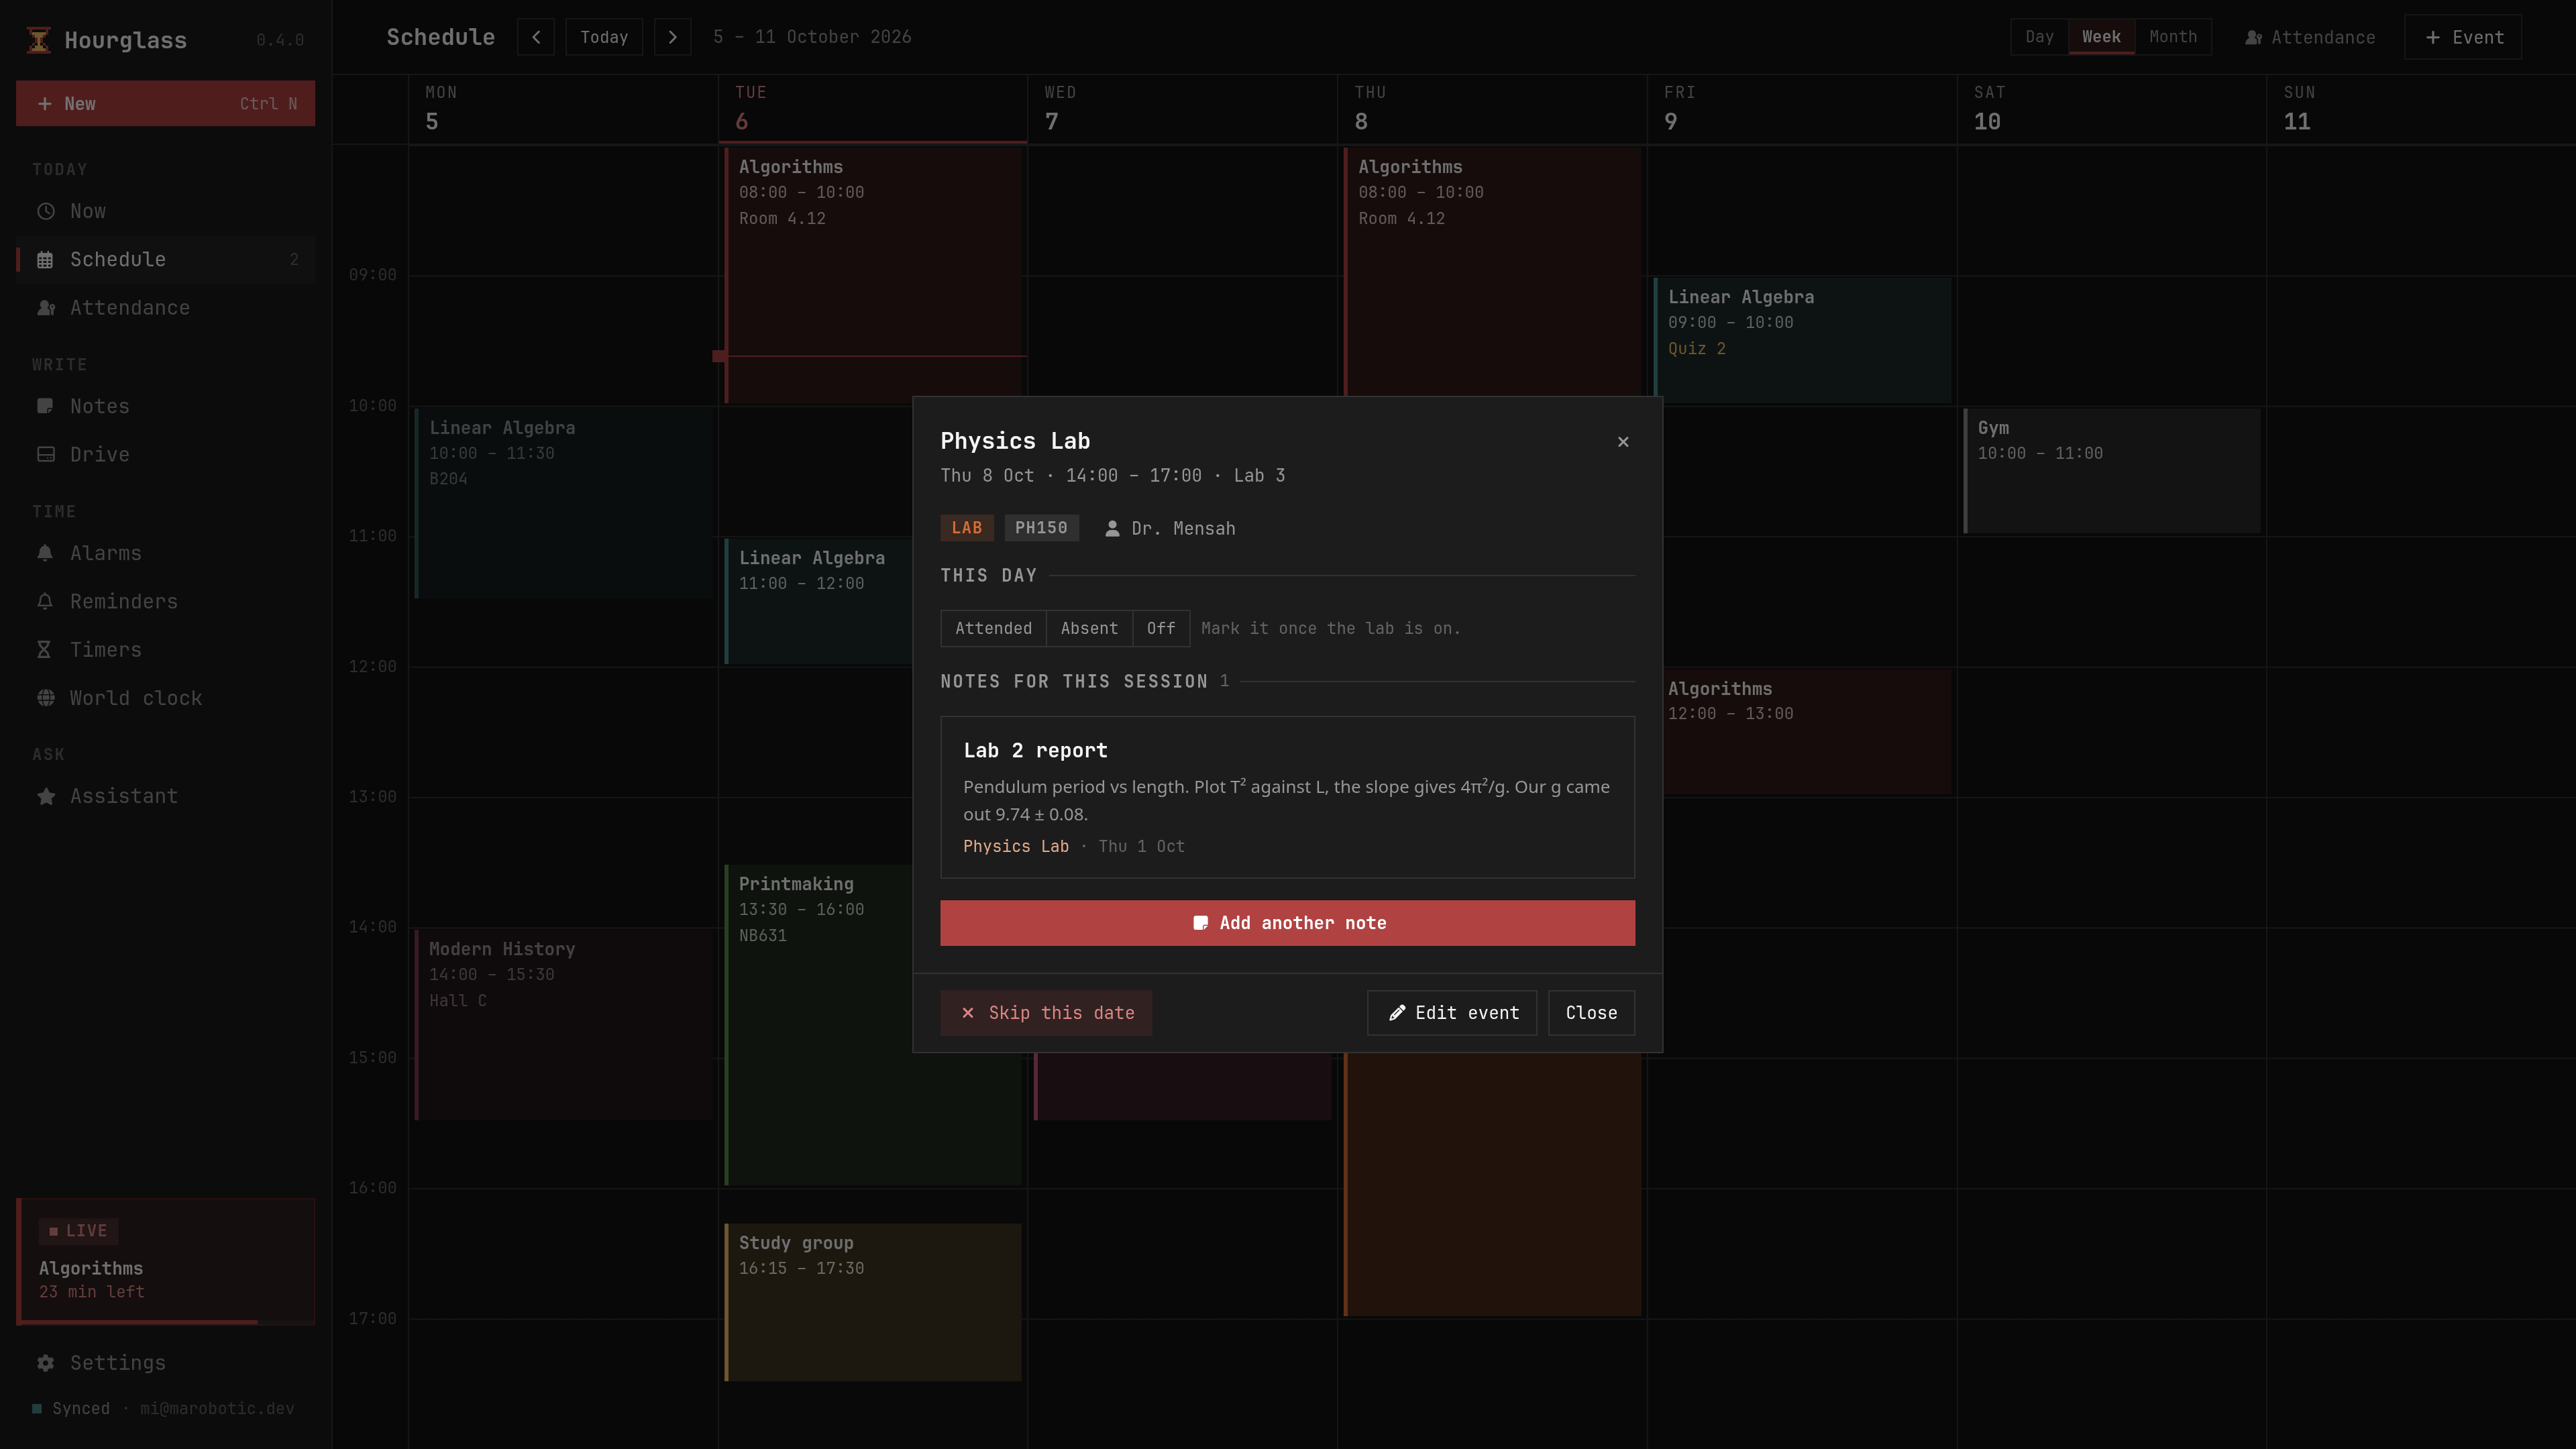 Hourglass 0.4.0
New Ctrl N
TODAY
Now
Schedule 2
Attendance
WRITE
Notes
Drive
TIME
Alarms
Reminders
Timers
World clock
ASK
Assistant
LIVE
Algorithms
23 min left
Settings
Synced · mi@marobotic.dev
Schedule Today 5 – 11 October 2026
Day Week Month Attendance Event
MON 5
TUE 6
WED 7
THU 8
FRI 9
SAT 10
SUN 11
09:00
10:00
11:00
12:00
13:00
14:00
15:00
16:00
17:00
Linear Algebra
10:00 – 11:30
B204
Modern History
14:00 – 15:30
Hall C
Algorithms
08:00 – 10:00
Room 4.12
Linear Algebra
11:00 – 12:00
Printmaking
13:30 – 16:00
NB631
Study group
16:15 – 17:30
Algorithms
08:00 – 10:00
Room 4.12
Linear Algebra
09:00 – 10:00
Quiz 2
Algorithms
12:00 – 13:00
Gym
10:00 – 11:00
Physics Lab
Thu 8 Oct · 14:00 – 17:00 · Lab 3
LAB PH150 Dr. Mensah
THIS DAY
Attended Absent Off Mark it once the lab is on.
NOTES FOR THIS SESSION 1
Lab 2 report
Pendulum period vs length. Plot T² against L, the slope gives 4π²/g. Our g came
out 9.74 ± 0.08.
Physics Lab · Thu 1 Oct
Add another note
Skip this date
Edit event
Close